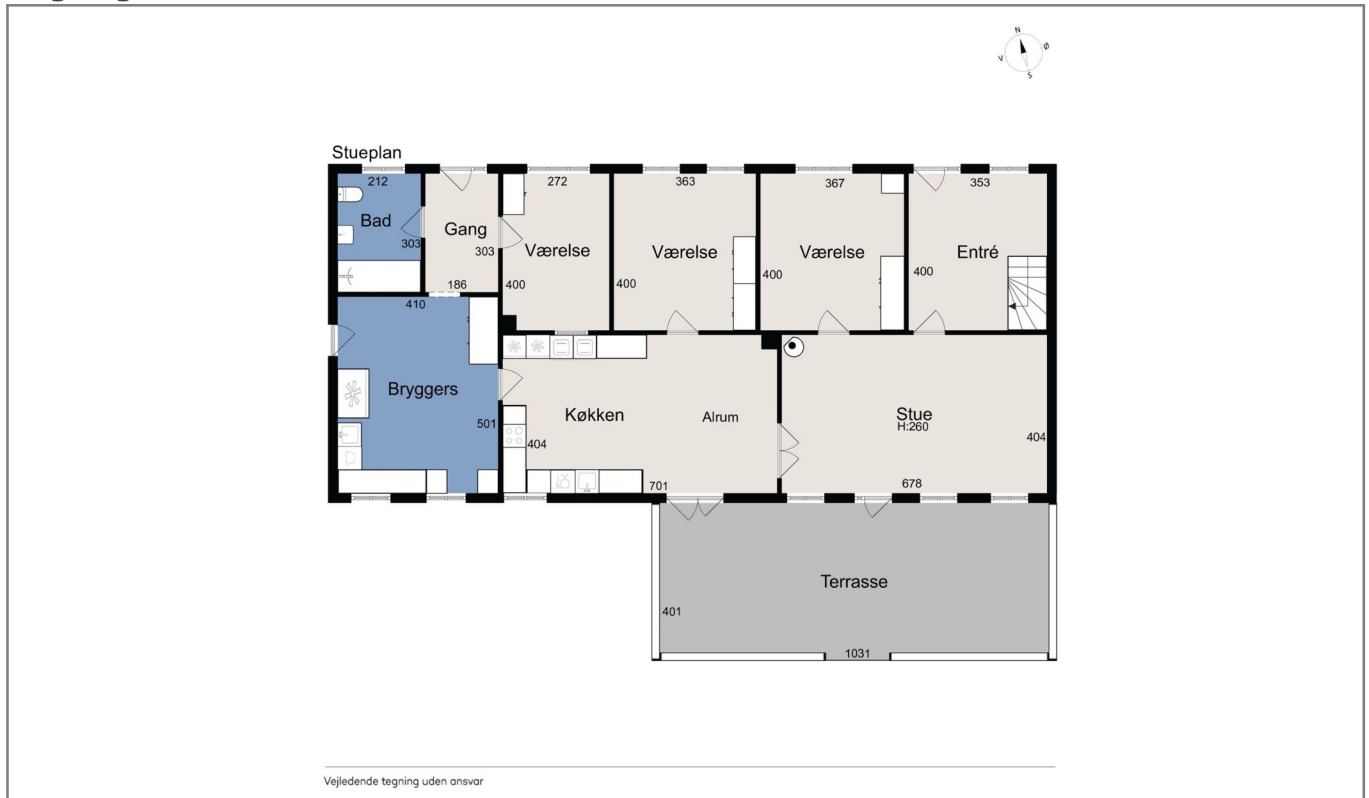 N
V Ø
S
Stueplan
212 272 363 367 353
Bad Gang
303 303
Værelse Værelse Værelse Entré
400 400 400 400
186
410
Bryggers
501
Køkken Alrum Stue
H:260
404 404
701 678
Terrasse
401
1031
Vejledende tegning uden ansvar